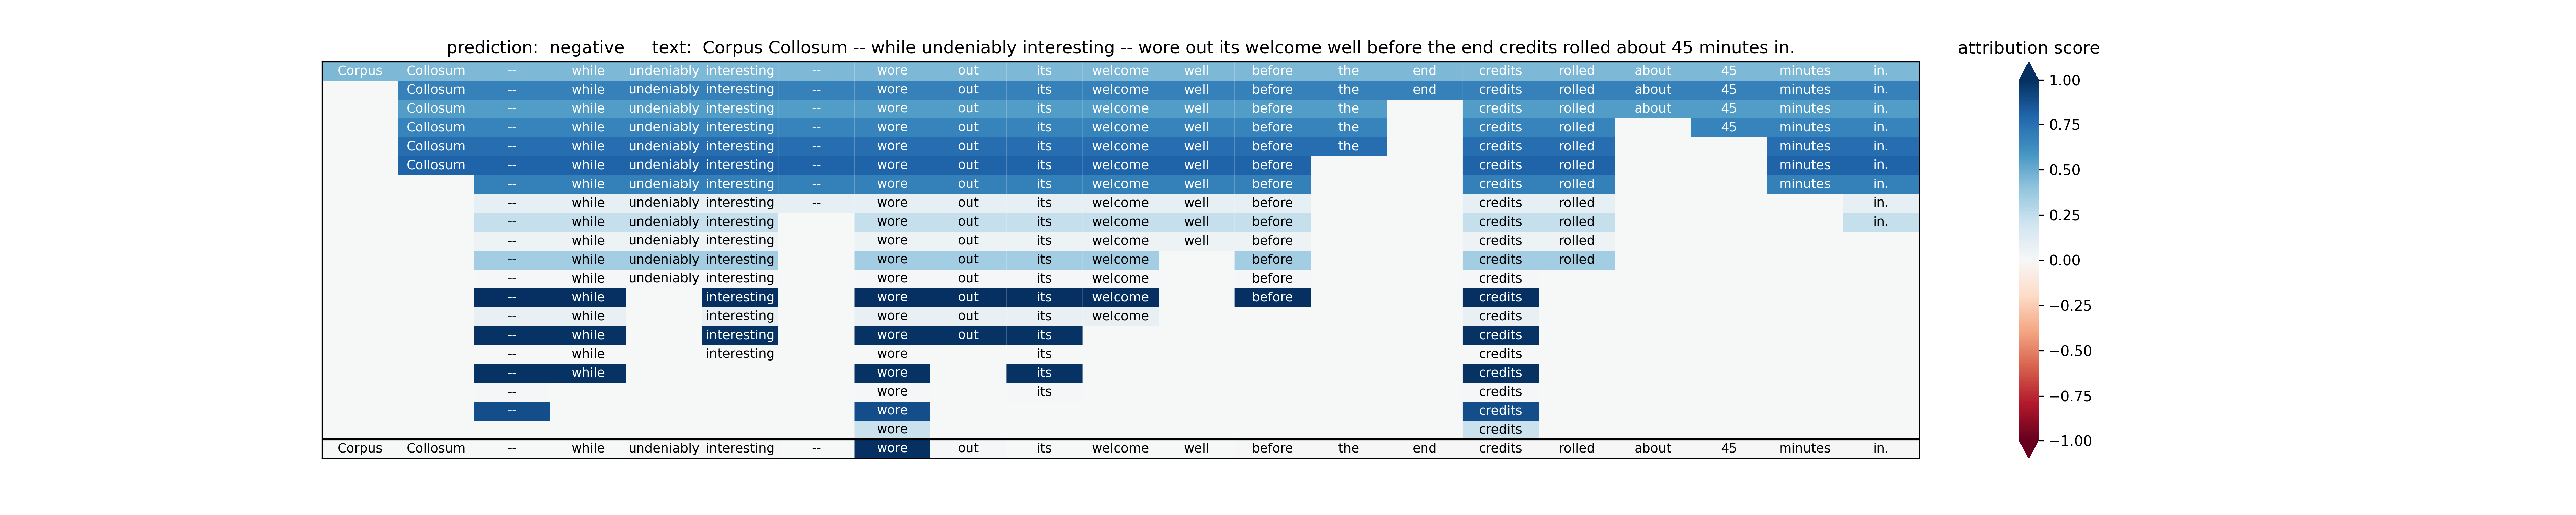 prediction: negative text: Corpus Collosum -- while undeniably interesting -- wore out its welcome well before the end credits rolled about 45 minutes in.
attribution score
Corpus Collosum -- while undeniably interesting -- wore out its welcome well before the end credits rolled about 45 minutes in.
Collosum -- while undeniably interesting -- wore out its welcome well before the end credits rolled about 45 minutes in.
Collosum -- while undeniably interesting -- wore out its welcome well before the credits rolled about 45 minutes in.
Collosum -- while undeniably interesting -- wore out its welcome well before the credits rolled 45 minutes in.
Collosum -- while undeniably interesting -- wore out its welcome well before the credits rolled minutes in.
Collosum -- while undeniably interesting -- wore out its welcome well before credits rolled minutes in.
-- while undeniably interesting -- wore out its welcome well before credits rolled minutes in.
-- while undeniably interesting -- wore out its welcome well before credits rolled in.
-- while undeniably interesting wore out its welcome well before credits rolled in.
-- while undeniably interesting wore out its welcome well before credits rolled
-- while undeniably interesting wore out its welcome before credits rolled
-- while undeniably interesting wore out its welcome before credits
-- while interesting wore out its welcome before credits
-- while interesting wore out its welcome credits
-- while interesting wore out its credits
-- while interesting wore its credits
-- while wore its credits
-- wore its credits
-- wore credits
wore credits
Corpus Collosum -- while undeniably interesting -- wore out its welcome well before the end credits rolled about 45 minutes in.
1.00
0.75
0.50
0.25
0.00
−0.25
−0.50
−0.75
−1.00